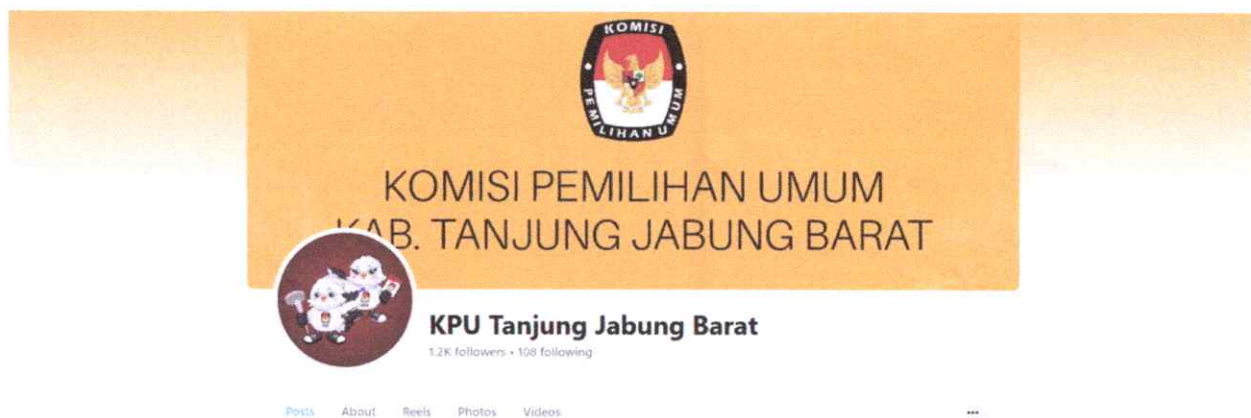 KOMISI
PEMILIHAN UMUM
KOMISI PEMILIHAN UMUM
KAB. TANJUNG JABUNG BARAT
KPU Tanjung Jabung Barat
1.2K followers • 108 following
Posts About Reels Photos Videos ...